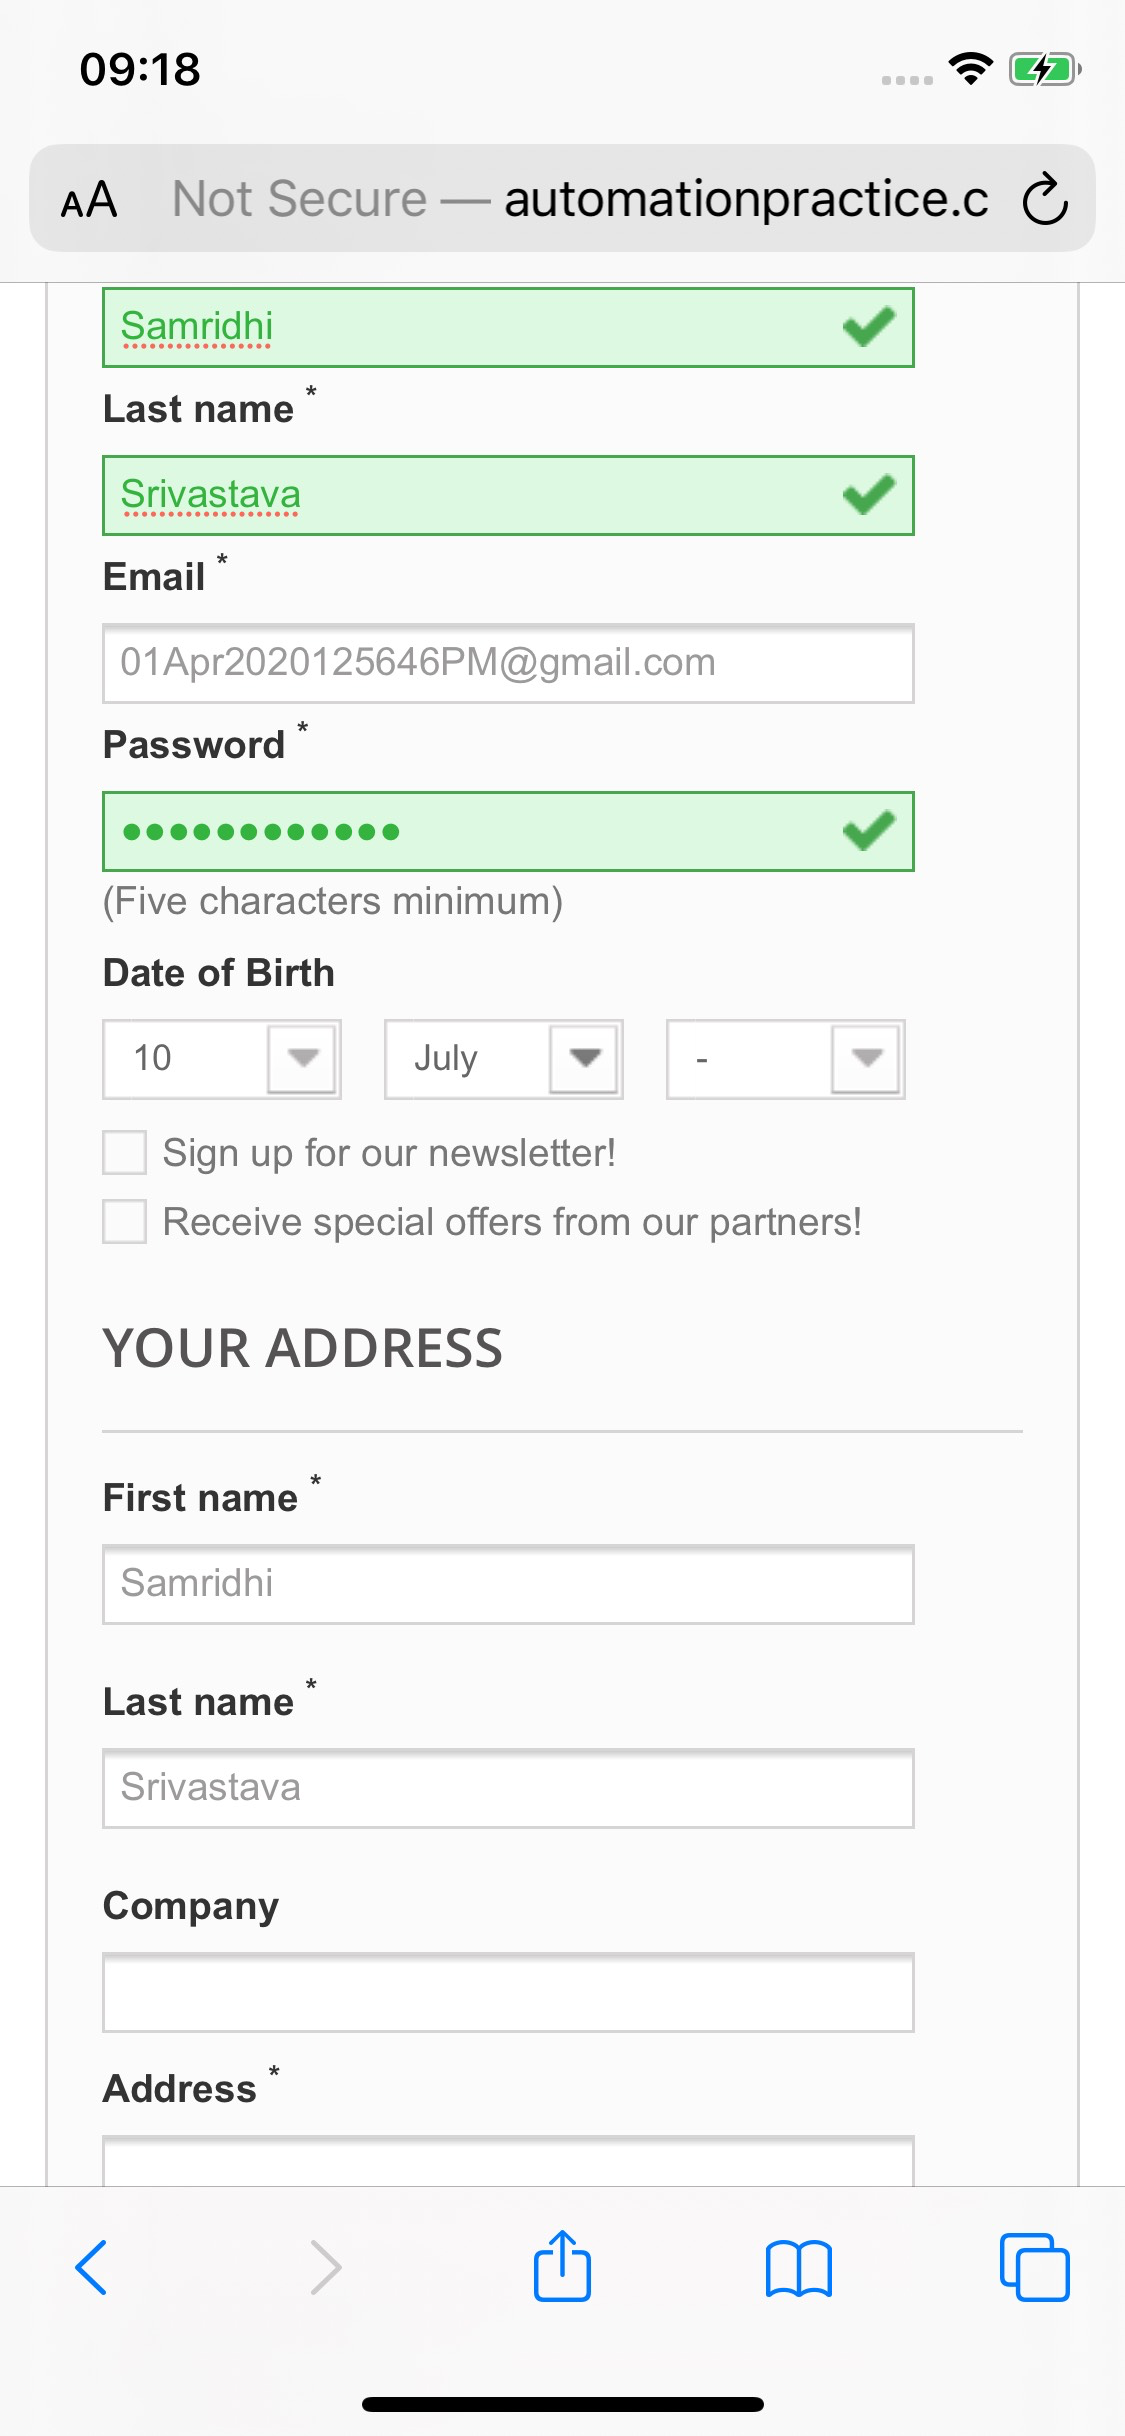 09:18
AA Not Secure — automationpractice.c
Samridhi
Last name *
Srivastava
Email *
01Apr2020125646PM@gmail.com
Password *
••••••••••••
(Five characters minimum)
Date of Birth
10 July -
Sign up for our newsletter!
Receive special offers from our partners!
YOUR ADDRESS
First name *
Samridhi
Last name *
Srivastava
Company
Address *